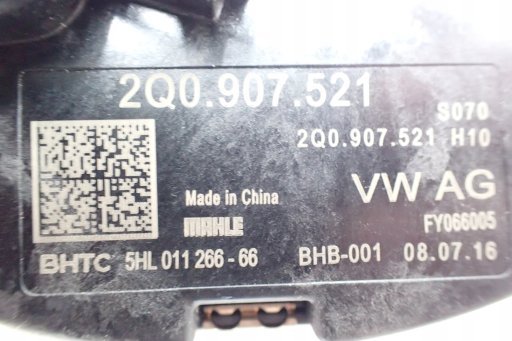 2Q0.907.521
S070
2Q0.907.521 H10
VW AG
Made in China
MAHLE
FY066005
BHTC 5HL 011 266-66 BHB-001 08.07.16